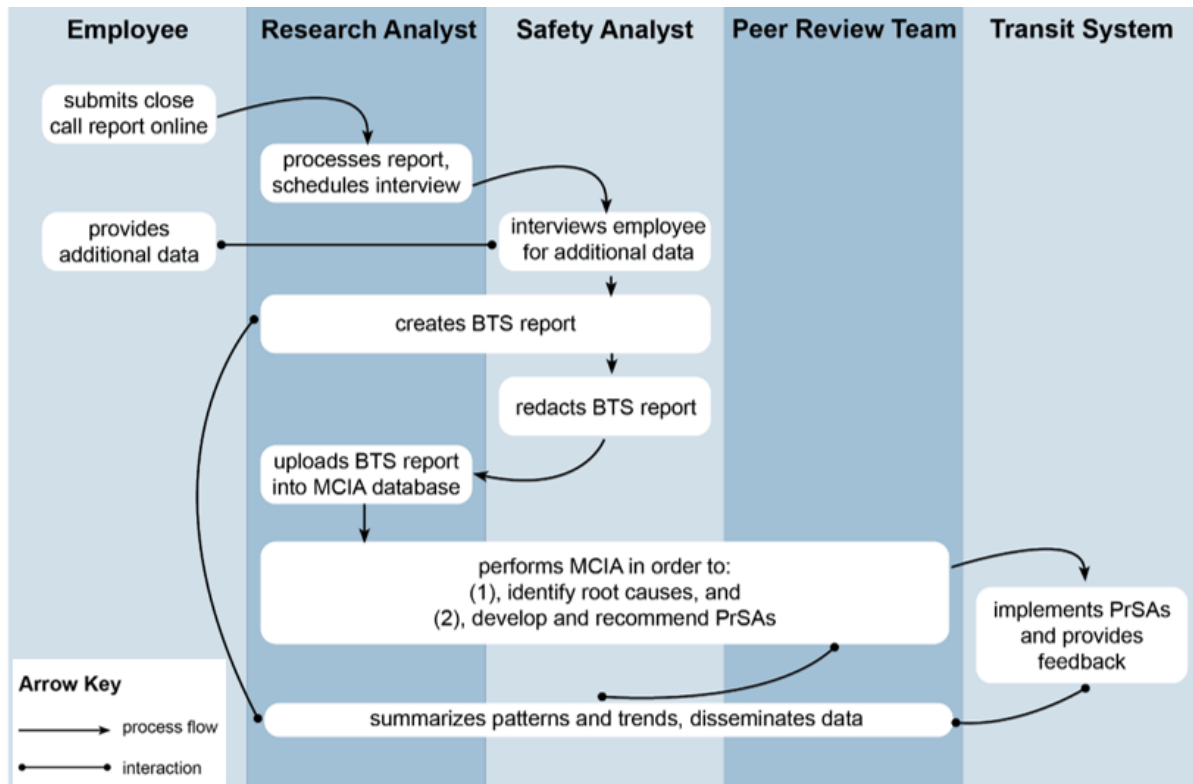 Employee
Research Analyst
Safety Analyst
Peer Review Team
Transit System
submits close
call report online
processes report,
schedules interview
provides
additional data
interviews employee
for additional data
creates BTS report
redacts BTS report
uploads BTS report
into MCIA database
performs MCIA in order to:
(1), identify root causes, and
(2), develop and recommend PrSAs
implements PrSAs
and provides
feedback
summarizes patterns and trends, disseminates data
Arrow Key
process flow
interaction